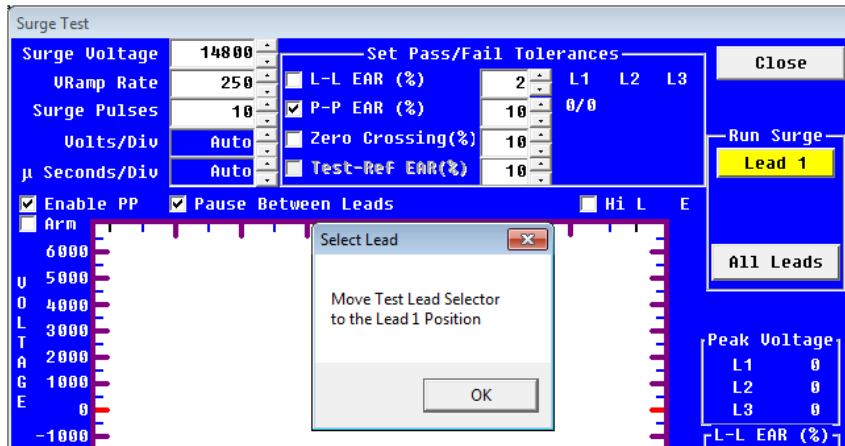 Surge Test
Surge Voltage 14800
VRamp Rate 250
Surge Pulses 10
Volts/Div Auto
µ Seconds/Div Auto
Set Pass/Fail Tolerances
L-L EAR (%) 2 L1 L2 L3
P-P EAR (%) 10 0/0
Zero Crossing(%) 10
Test-Ref EAR(%) 10
Close
Run Surge
Lead 1
All Leads
Enable PP Pause Between Leads Hi L E
Arm
VOLTAGE
6000
5000
4000
3000
2000
1000
0
-1000
Select Lead
Move Test Lead Selector
to the Lead 1 Position
OK
Peak Voltage
L1 0
L2 0
L3 0
L-L EAR (%)